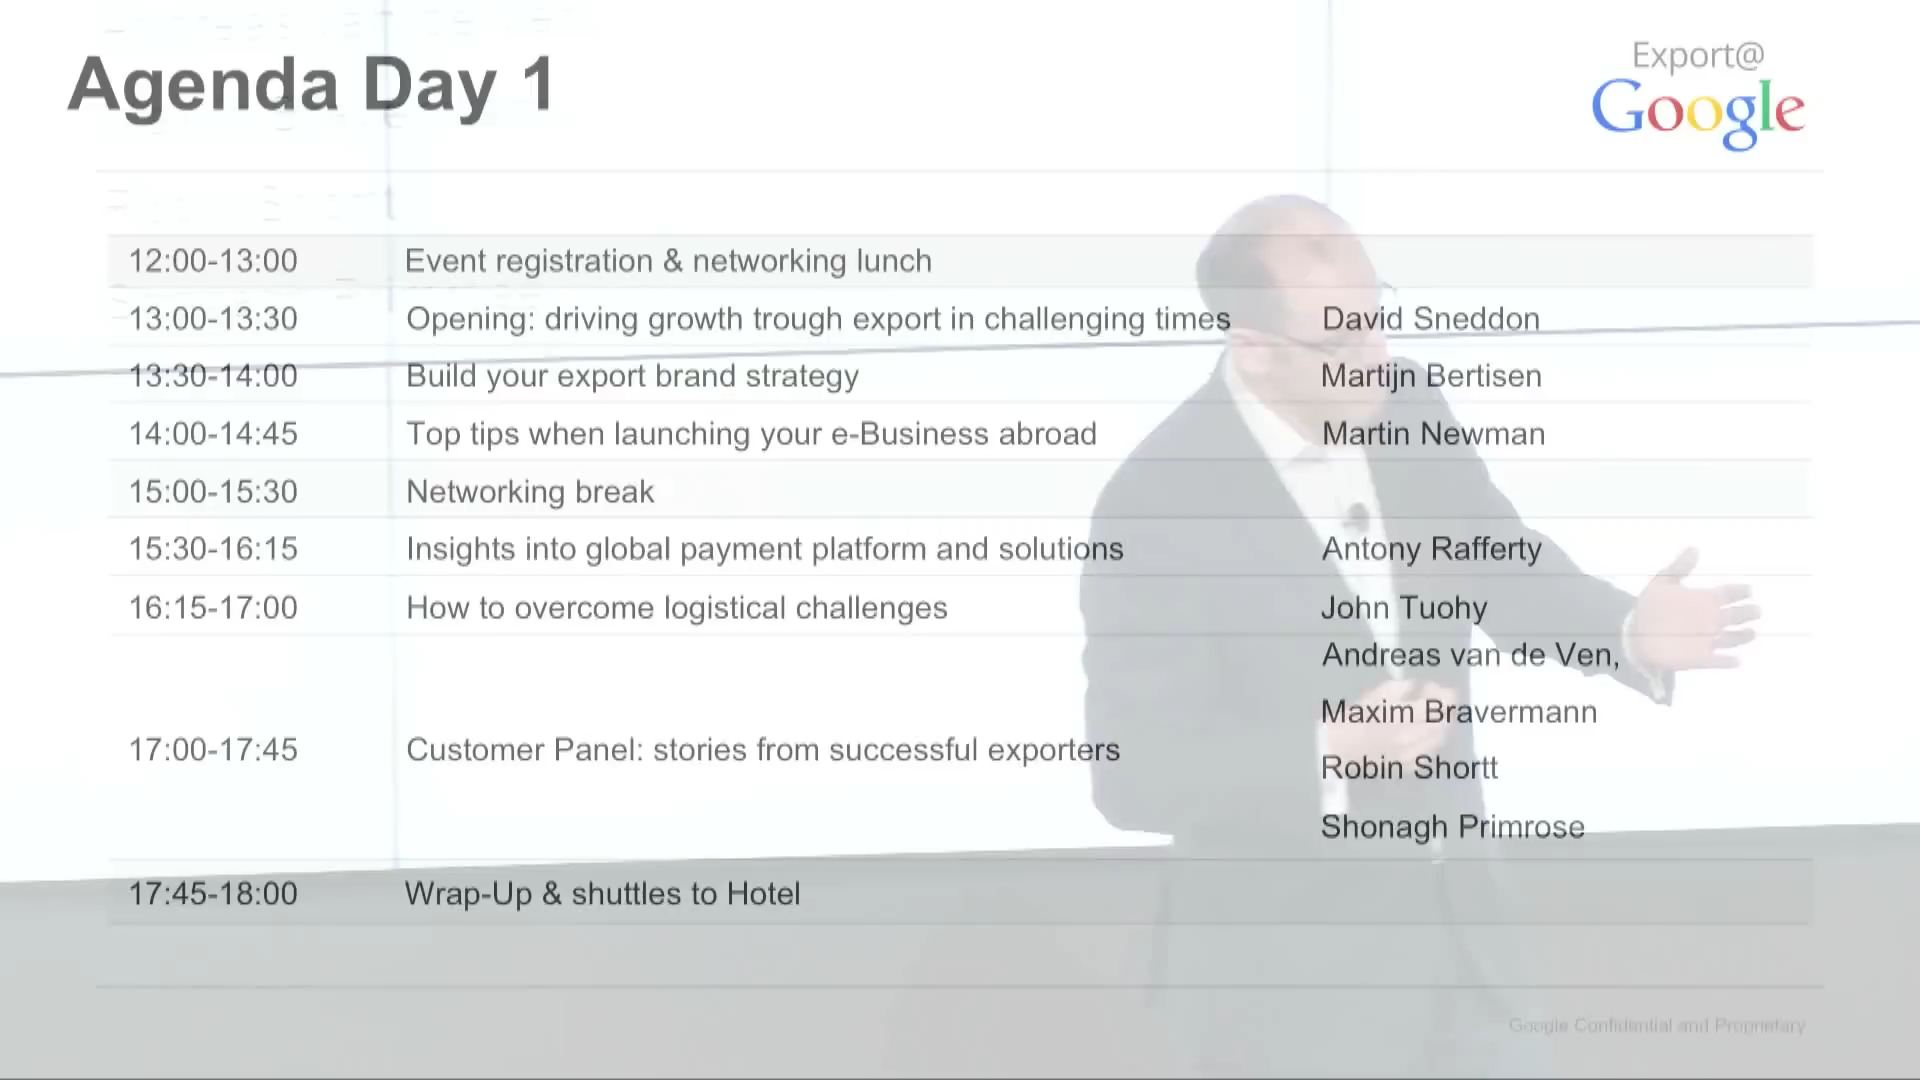 Agenda Day 1
Export@
Google
12:00-13:00 Event registration & networking lunch
13:00-13:30 Opening: driving growth trough export in challenging times David Sneddon
13:30-14:00 Build your export brand strategy Martijn Bertisen
14:00-14:45 Top tips when launching your e-Business abroad Martin Newman
15:00-15:30 Networking break
15:30-16:15 Insights into global payment platform and solutions Antony Rafferty
16:15-17:00 How to overcome logistical challenges John Tuohy
17:00-17:45 Customer Panel: stories from successful exporters Andreas van de Ven,
Maxim Bravermann
Robin Shortt
Shonagh Primrose
17:45-18:00 Wrap-Up & shuttles to Hotel
Google Confidential and Proprietary